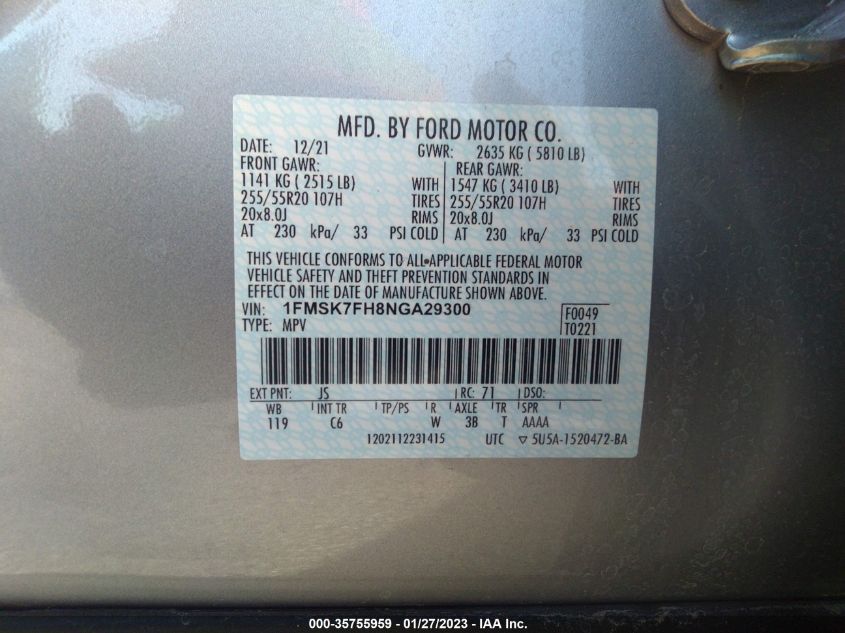 MFD. BY FORD MOTOR CO.
DATE: 12/21 GVWR: 2635 KG ( 5810 LB)
FRONT GAWR: REAR GAWR:
1141 KG ( 2515 LB) WITH 1547 KG ( 3410 LB) WITH
255/55R20 107H TIRES 255/55R20 107H TIRES
20x8.0J RIMS 20x8.0J RIMS
AT 230 kPa/ 33 PSI COLD AT 230 kPa/ 33 PSI COLD
THIS VEHICLE CONFORMS TO ALL APPLICABLE FEDERAL MOTOR
VEHICLE SAFETY AND THEFT PREVENTION STANDARDS IN
EFFECT ON THE DATE OF MANUFACTURE SHOWN ABOVE.
VIN: 1FMSK7FH8NGA29300 F0049
TYPE: MPV T0221
EXT PNT: JS RC: 71 DSO:
WB INT TR TP/PS R AXLE TR SPR
119 C6 W 3B T AAAA
1202112231415 UTC ▽ 5U5A-1520472-BA
000-35755959 — 01/27/2023 — IAA Inc.